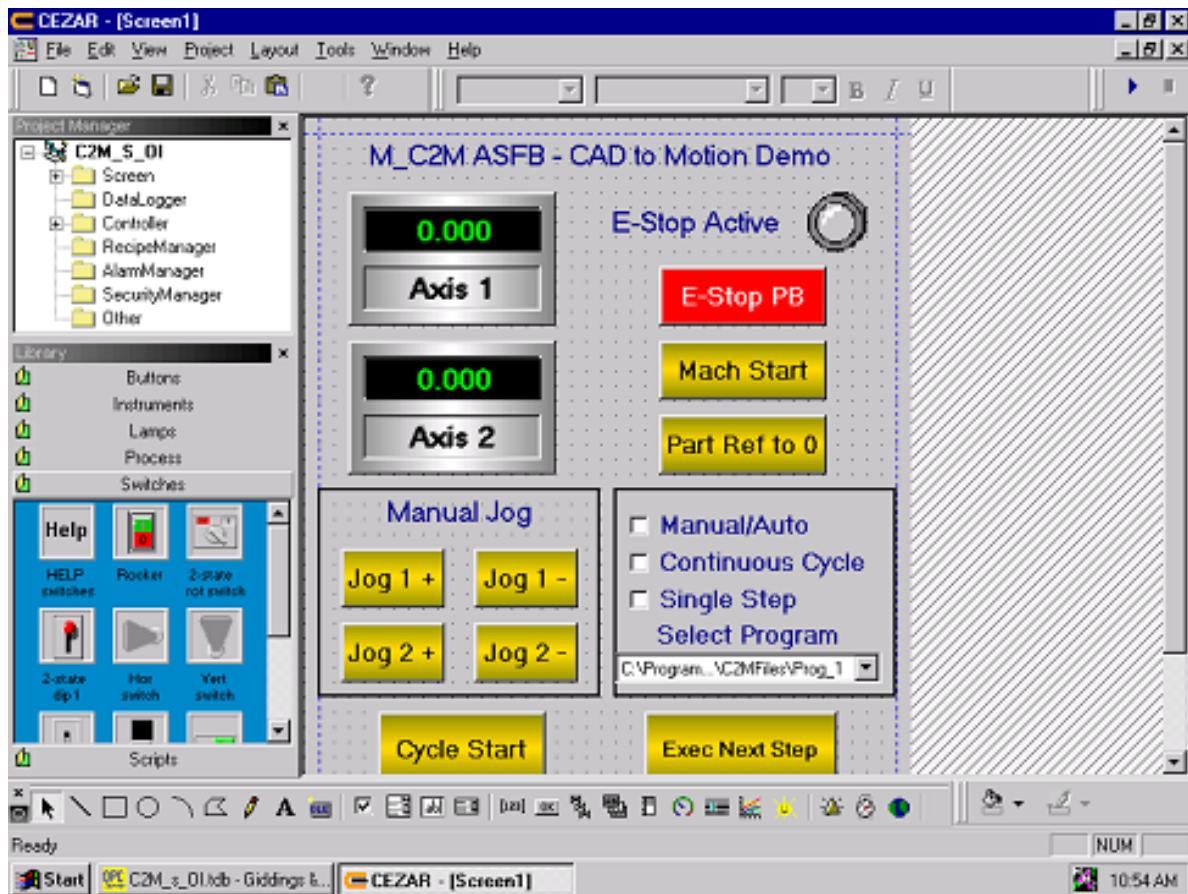 CEZAR - [Screen1]
File Edit View Project Layout Tools Window Help
B I U
Project Manager
C2M_S_OI
Screen
DataLogger
Controller
RecipeManager
AlarmManager
SecurityManager
Other
Library
Buttons
Instruments
Lamps
Process
Switches
Help
HELP switches
Rocker
2-state rot switch
2-state dip 1
Hor switch
Vert switch
Scripts
M_C2M ASFB - CAD to Motion Demo
0.000
Axis 1
0.000
Axis 2
E-Stop Active
E-Stop PB
Mach Start
Part Ref to 0
Manual Jog
Jog 1 + Jog 1 -
Jog 2 + Jog 2 -
Manual/Auto
Continuous Cycle
Single Step
Select Program
C:\Program...\C2MFiles\Prog_1
Cycle Start
Exec Next Step
A
Ready
NUM
Start
C2M_s_OI.tdb - Giddings &...
CEZAR - [Screen1]
10:54 AM